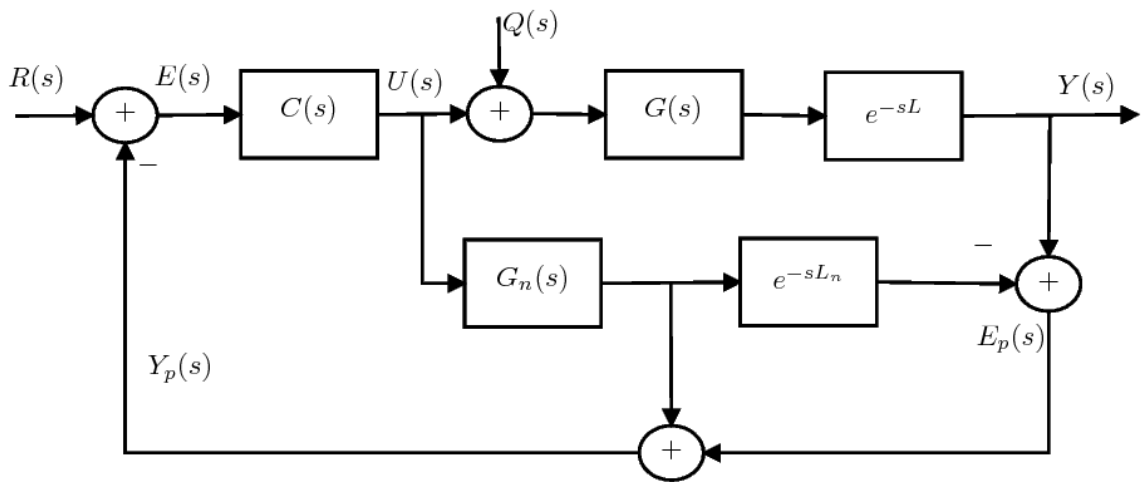 Q(s)
R(s)
E(s)
U(s)
Y(s)
+
C(s)
+
G(s)
e^{-sL}
−
−
G_n(s)
e^{-sL_n}
+
E_p(s)
Y_p(s)
+